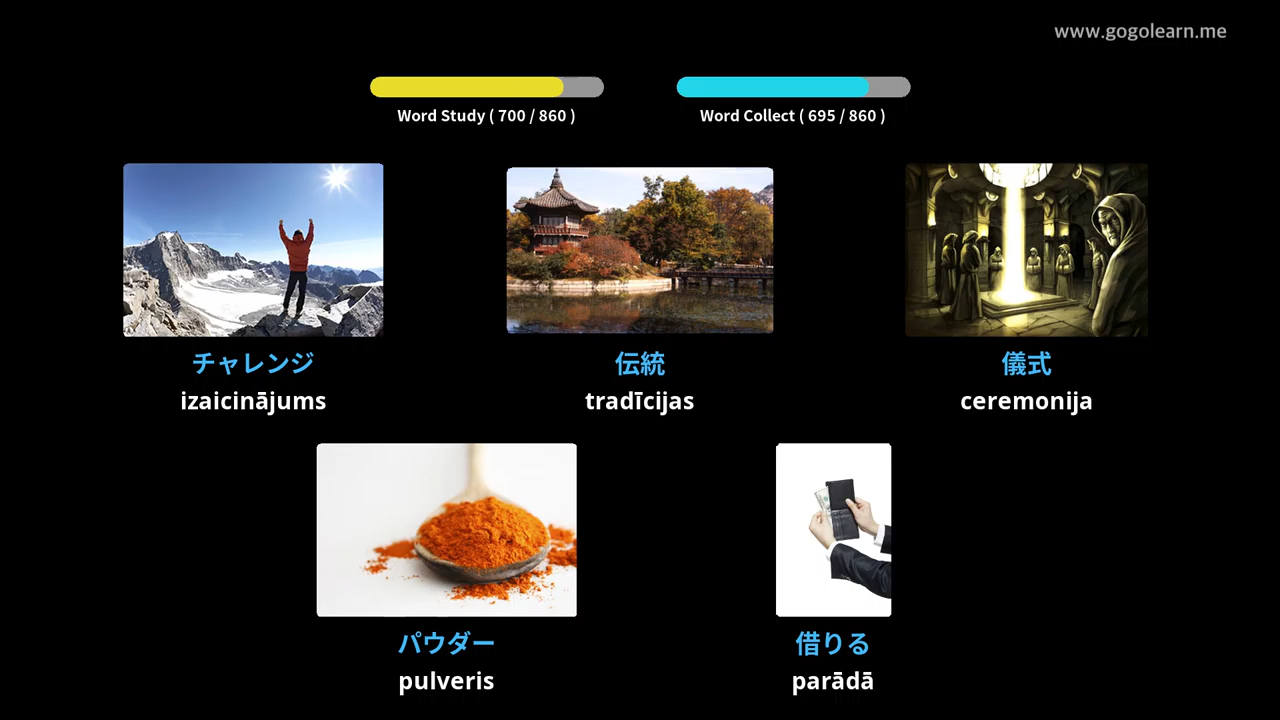 www.gogolearn.me
Word Study ( 700 / 860 )
Word Collect ( 695 / 860 )
チャレンジ
izaicinājums
伝統
tradīcijas
儀式
ceremonija
パウダー
pulveris
借りる
parādā